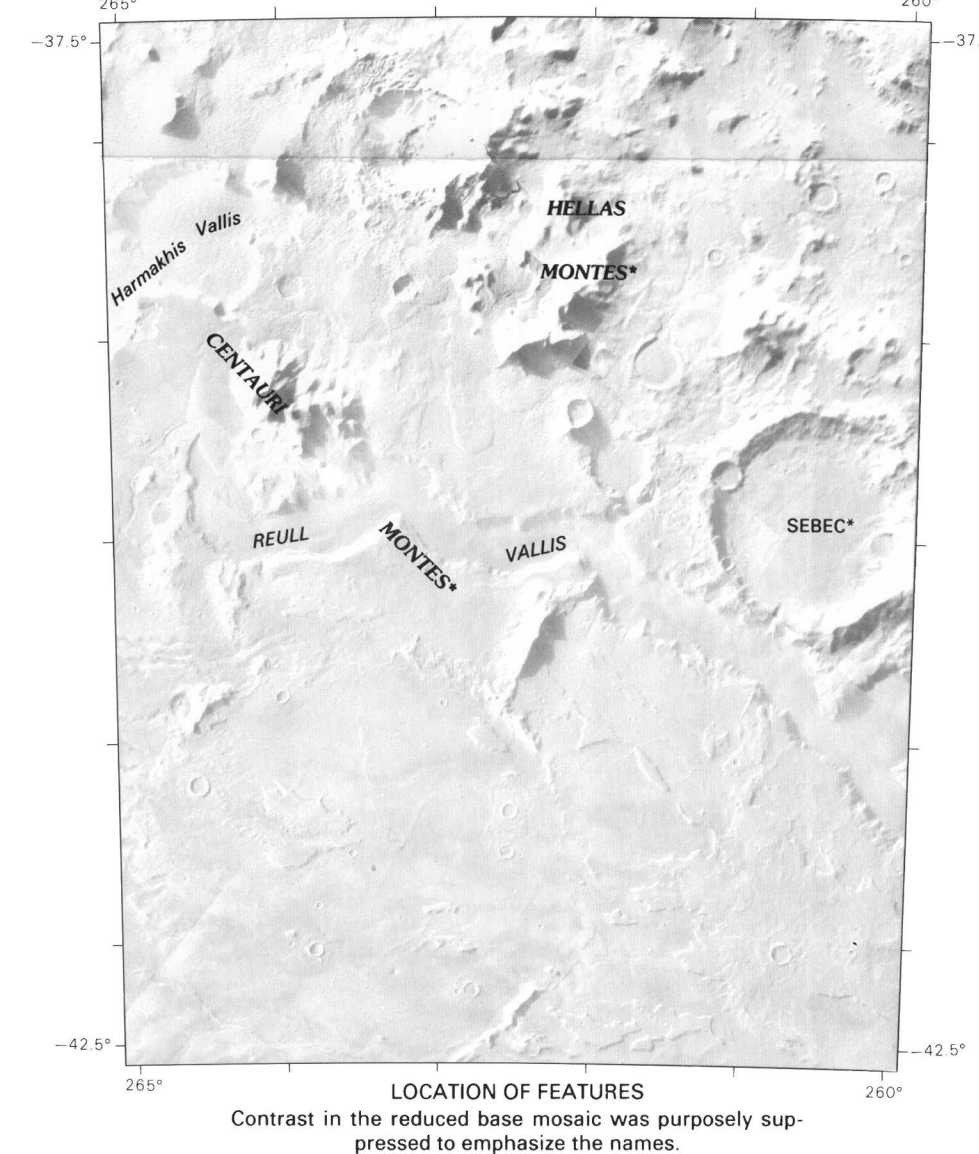 265° 260°
−37.5° −37.
HELLAS
Harmakhis Vallis
MONTES*
CENTAURI
SEBEC*
REULL
MONTES*
VALLIS
−42.5° −42.5°
265° 260°
LOCATION OF FEATURES
Contrast in the reduced base mosaic was purposely sup-
pressed to emphasize the names.